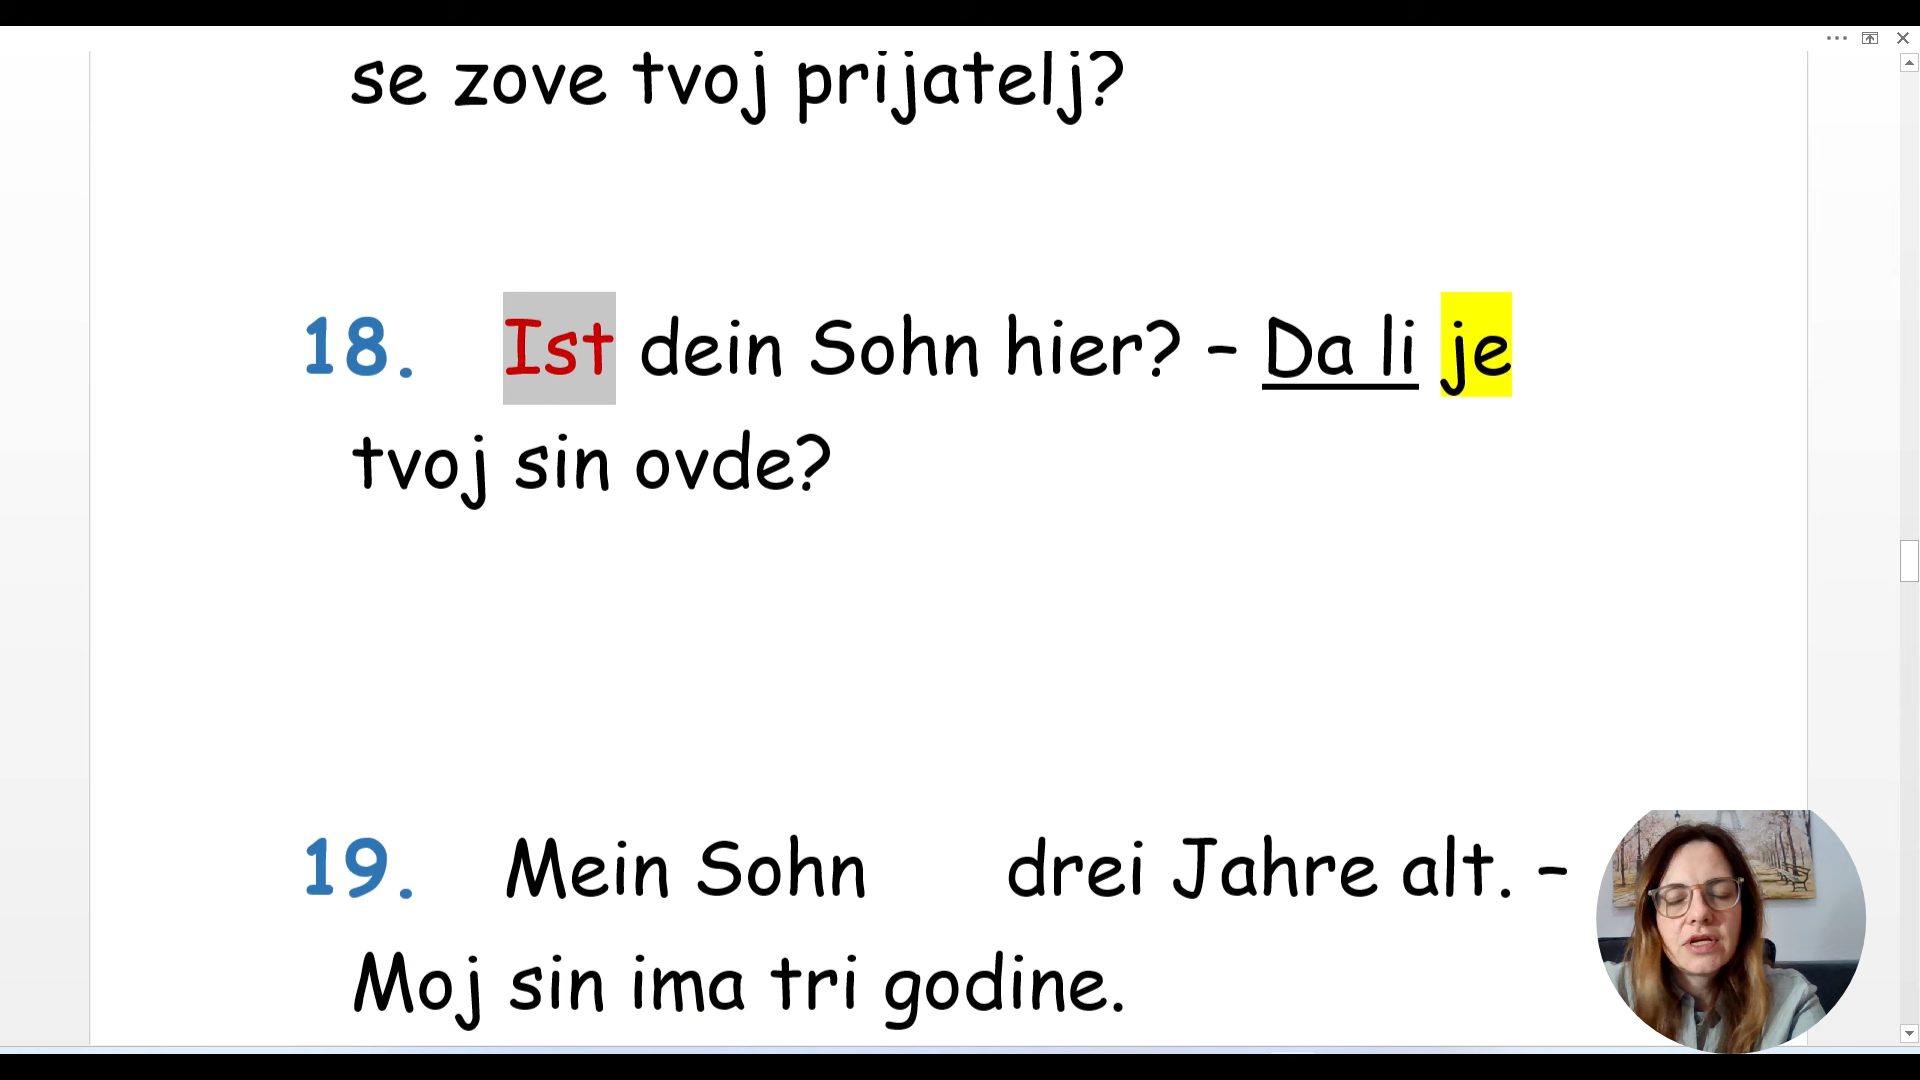 se zove tvoj prijatelj?
18. Ist dein Sohn hier? – Da li je
tvoj sin ovde?
19. Mein Sohn drei Jahre alt. –
Moj sin ima tri godine.